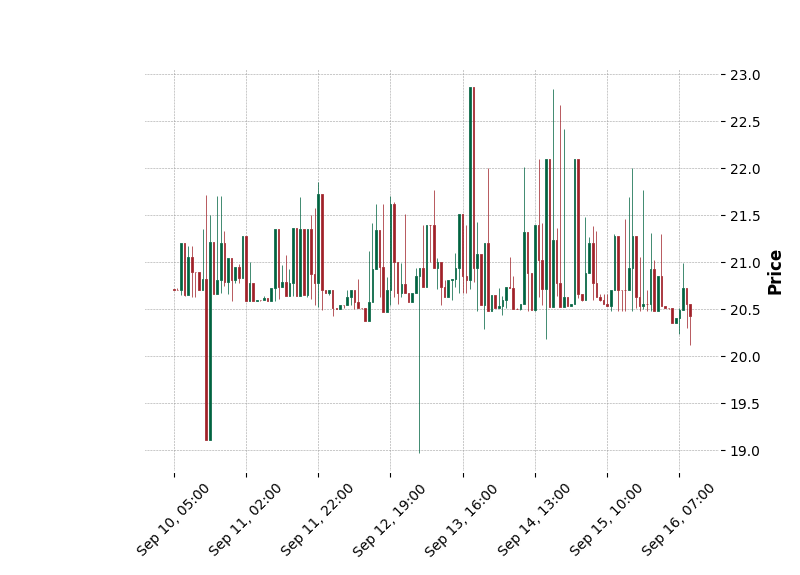 23.0
22.5
22.0
21.5
21.0
20.5
20.0
19.5
19.0
Price
Sep 10, 05:00
Sep 11, 02:00
Sep 11, 22:00
Sep 12, 19:00
Sep 13, 16:00
Sep 14, 13:00
Sep 15, 10:00
Sep 16, 07:00